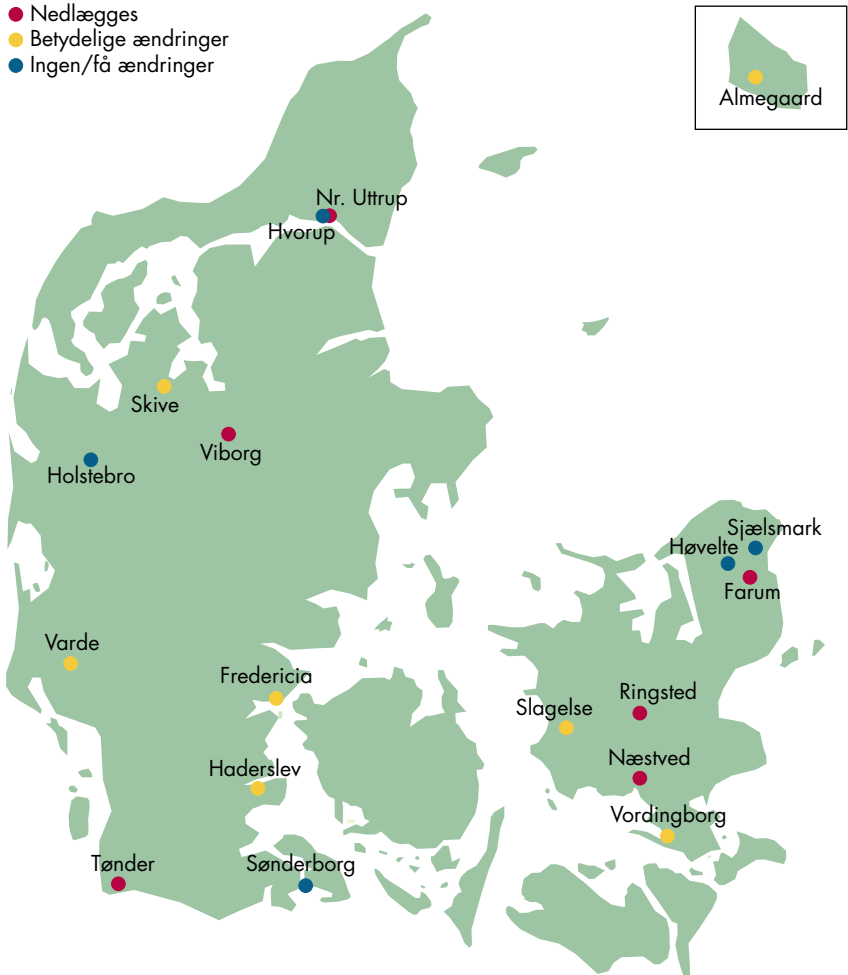 Nedlægges
Betydelige ændringer
Ingen/få ændringer
Almegaard
Nr. Uttrup
Hvorup
Skive
Viborg
Holstebro
Sjælsmark
Høvelte
Farum
Varde
Fredericia
Ringsted
Slagelse
Næstved
Haderslev
Vordingborg
Tønder
Sønderborg